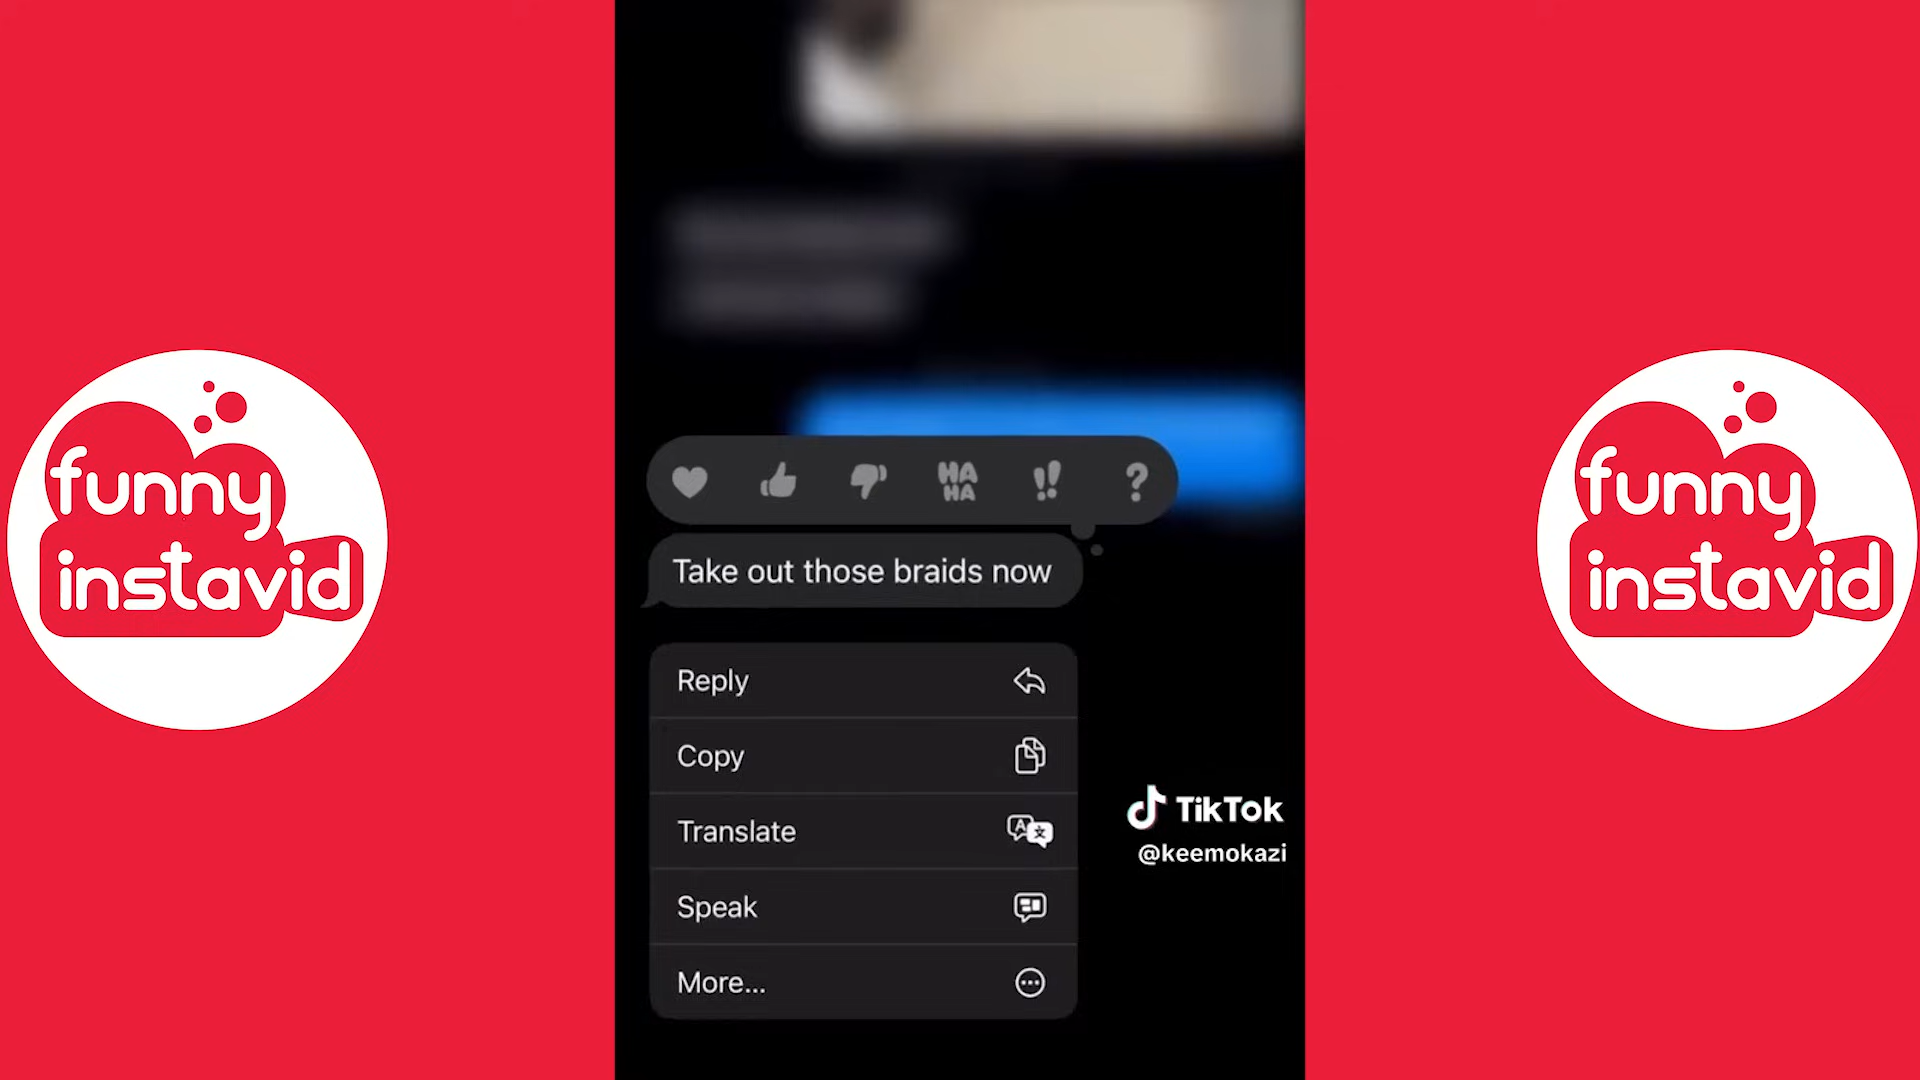 funny
instavid
HA
HA
!!
?
Take out those braids now
Reply
Copy
Translate
Speak
More...
TikTok
@keemokazi
funny
instavid